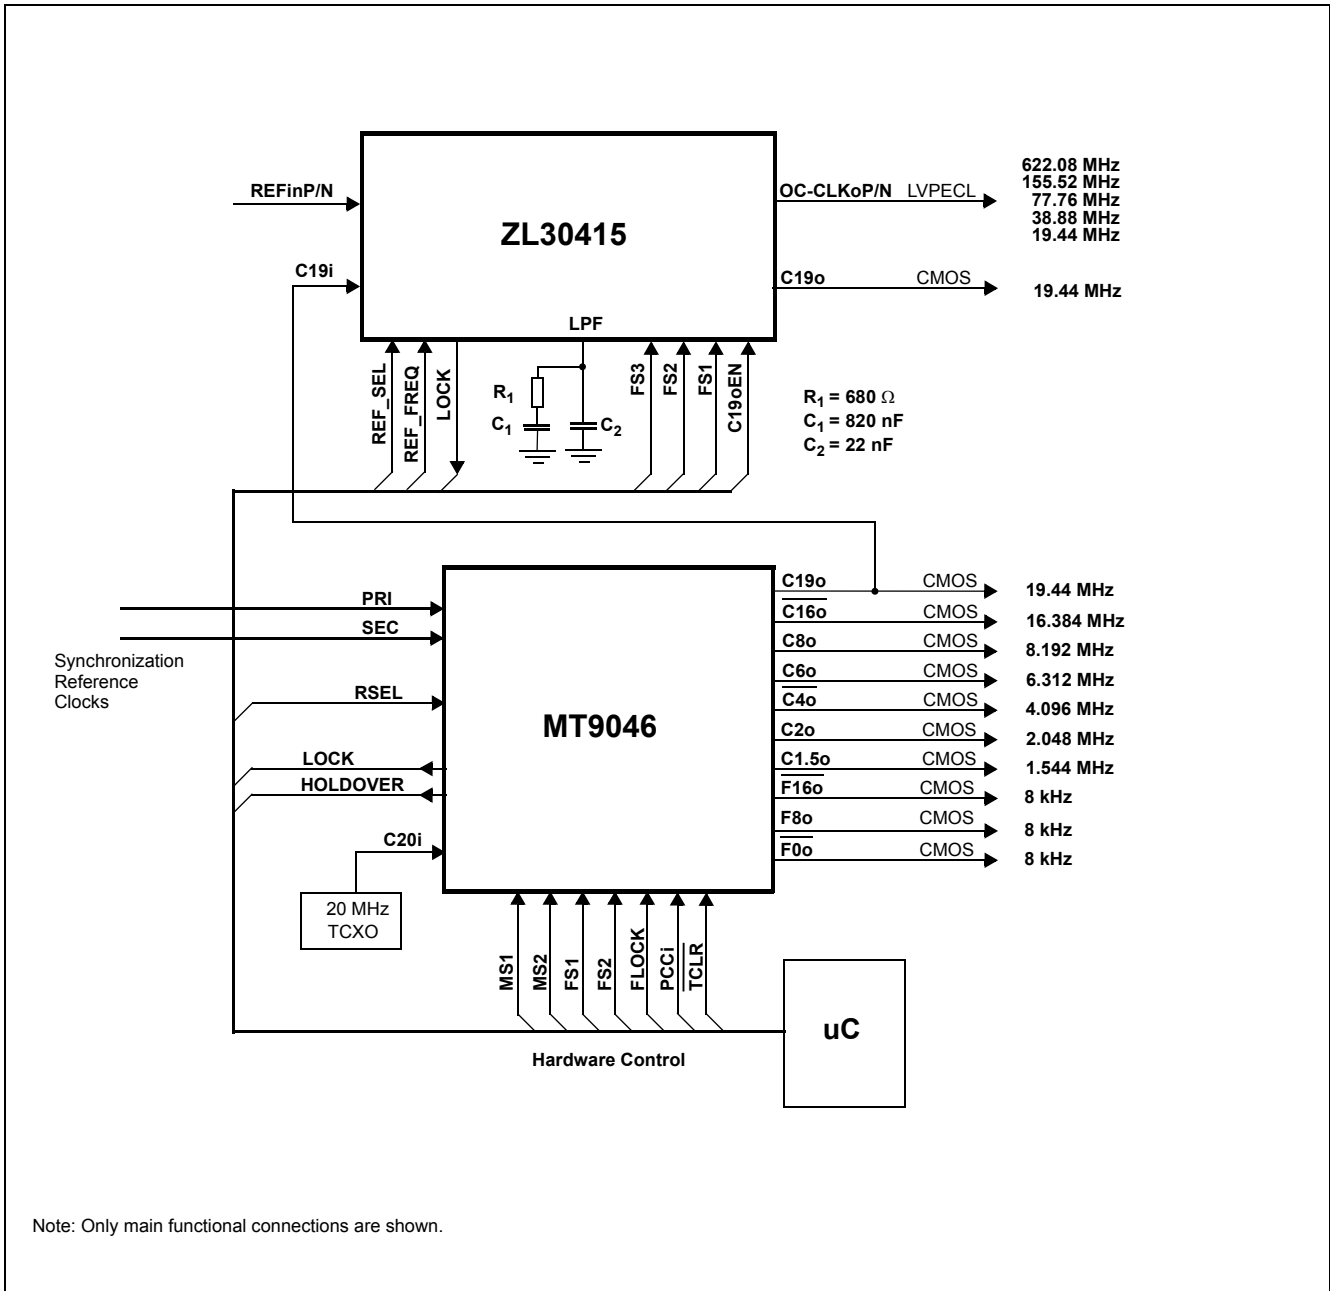 622.08 MHz
155.52 MHz
77.76 MHz
38.88 MHz
19.44 MHz
REFinP/N
OC-CLKoP/N LVPECL
ZL30415
C19i
C19o CMOS
19.44 MHz
LPF
REF_SEL
REF_FREQ
LOCK
R1
C1
C2
FS3
FS2
FS1
C19oEN
R1 = 680 Ω
C1 = 820 nF
C2 = 22 nF
PRI
SEC
Synchronization
Reference
Clocks
RSEL
LOCK
HOLDOVER
C20i
20 MHz
TCXO
MT9046
C19o CMOS 19.44 MHz
C16o CMOS 16.384 MHz
C8o CMOS 8.192 MHz
C6o CMOS 6.312 MHz
C4o CMOS 4.096 MHz
C2o CMOS 2.048 MHz
C1.5o CMOS 1.544 MHz
F16o CMOS 8 kHz
F8o CMOS 8 kHz
F0o CMOS 8 kHz
MS1
MS2
FS1
FS2
FLOCK
PCCi
TCLR
uC
Hardware Control
Note: Only main functional connections are shown.